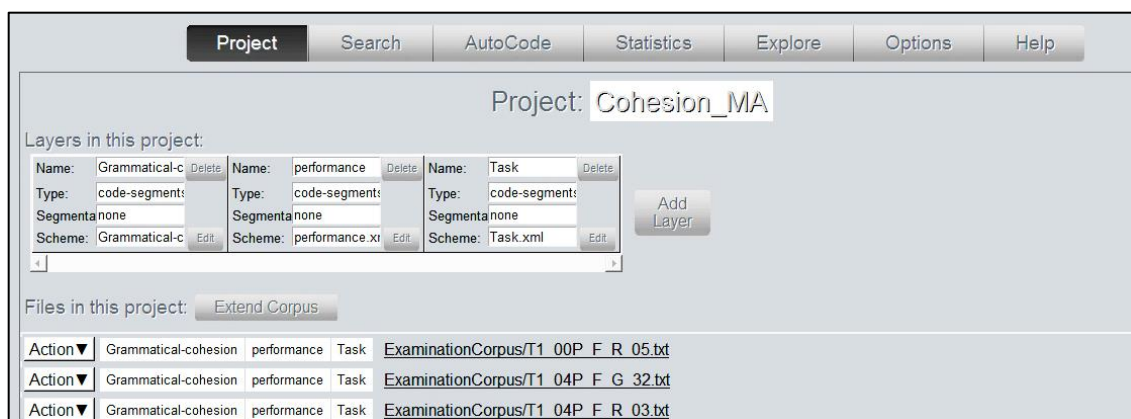 Project Search AutoCode Statistics Explore Options Help
Project: Cohesion_MA
Layers in this project:
Name: Grammatical-c Delete Name: performance Delete Name: Task Delete
Type: code-segments Type: code-segments Type: code-segments
Segmenta none Segmenta none Segmenta none
Scheme: Grammatical-c Edit Scheme: performance.x Edit Scheme: Task.xml Edit
Add
Layer
Files in this project: Extend Corpus
Action▼ Grammatical-cohesion performance Task ExaminationCorpus/T1_00P_F_R_05.txt
Action▼ Grammatical-cohesion performance Task ExaminationCorpus/T1_04P_F_G_32.txt
Action▼ Grammatical-cohesion performance Task ExaminationCorpus/T1_04P_F_R_03.txt